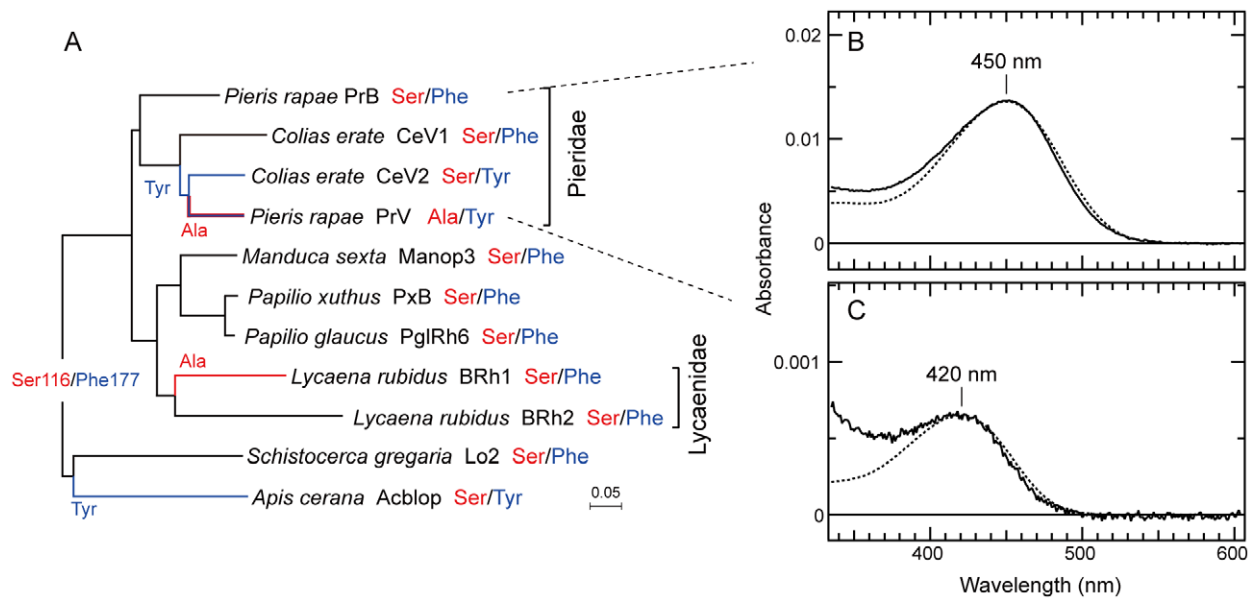 A
Pieris rapae PrB Ser/Phe
Colias erate CeV1 Ser/Phe
Colias erate CeV2 Ser/Tyr
Tyr
Pieris rapae PrV Ala/Tyr
Ala
Pieridae
Manduca sexta Manop3 Ser/Phe
Papilio xuthus PxB Ser/Phe
Papilio glaucus PglRh6 Ser/Phe
Ala
Ser116/Phe177
Lycaena rubidus BRh1 Ser/Phe
Lycaena rubidus BRh2 Ser/Phe
Lycaenidae
Schistocerca gregaria Lo2 Ser/Phe
Apis cerana Acblop Ser/Tyr
Tyr
0.05
B
450 nm
0.02
0.01
0
Absorbance
C
420 nm
0.001
0
400 500 600
Wavelength (nm)